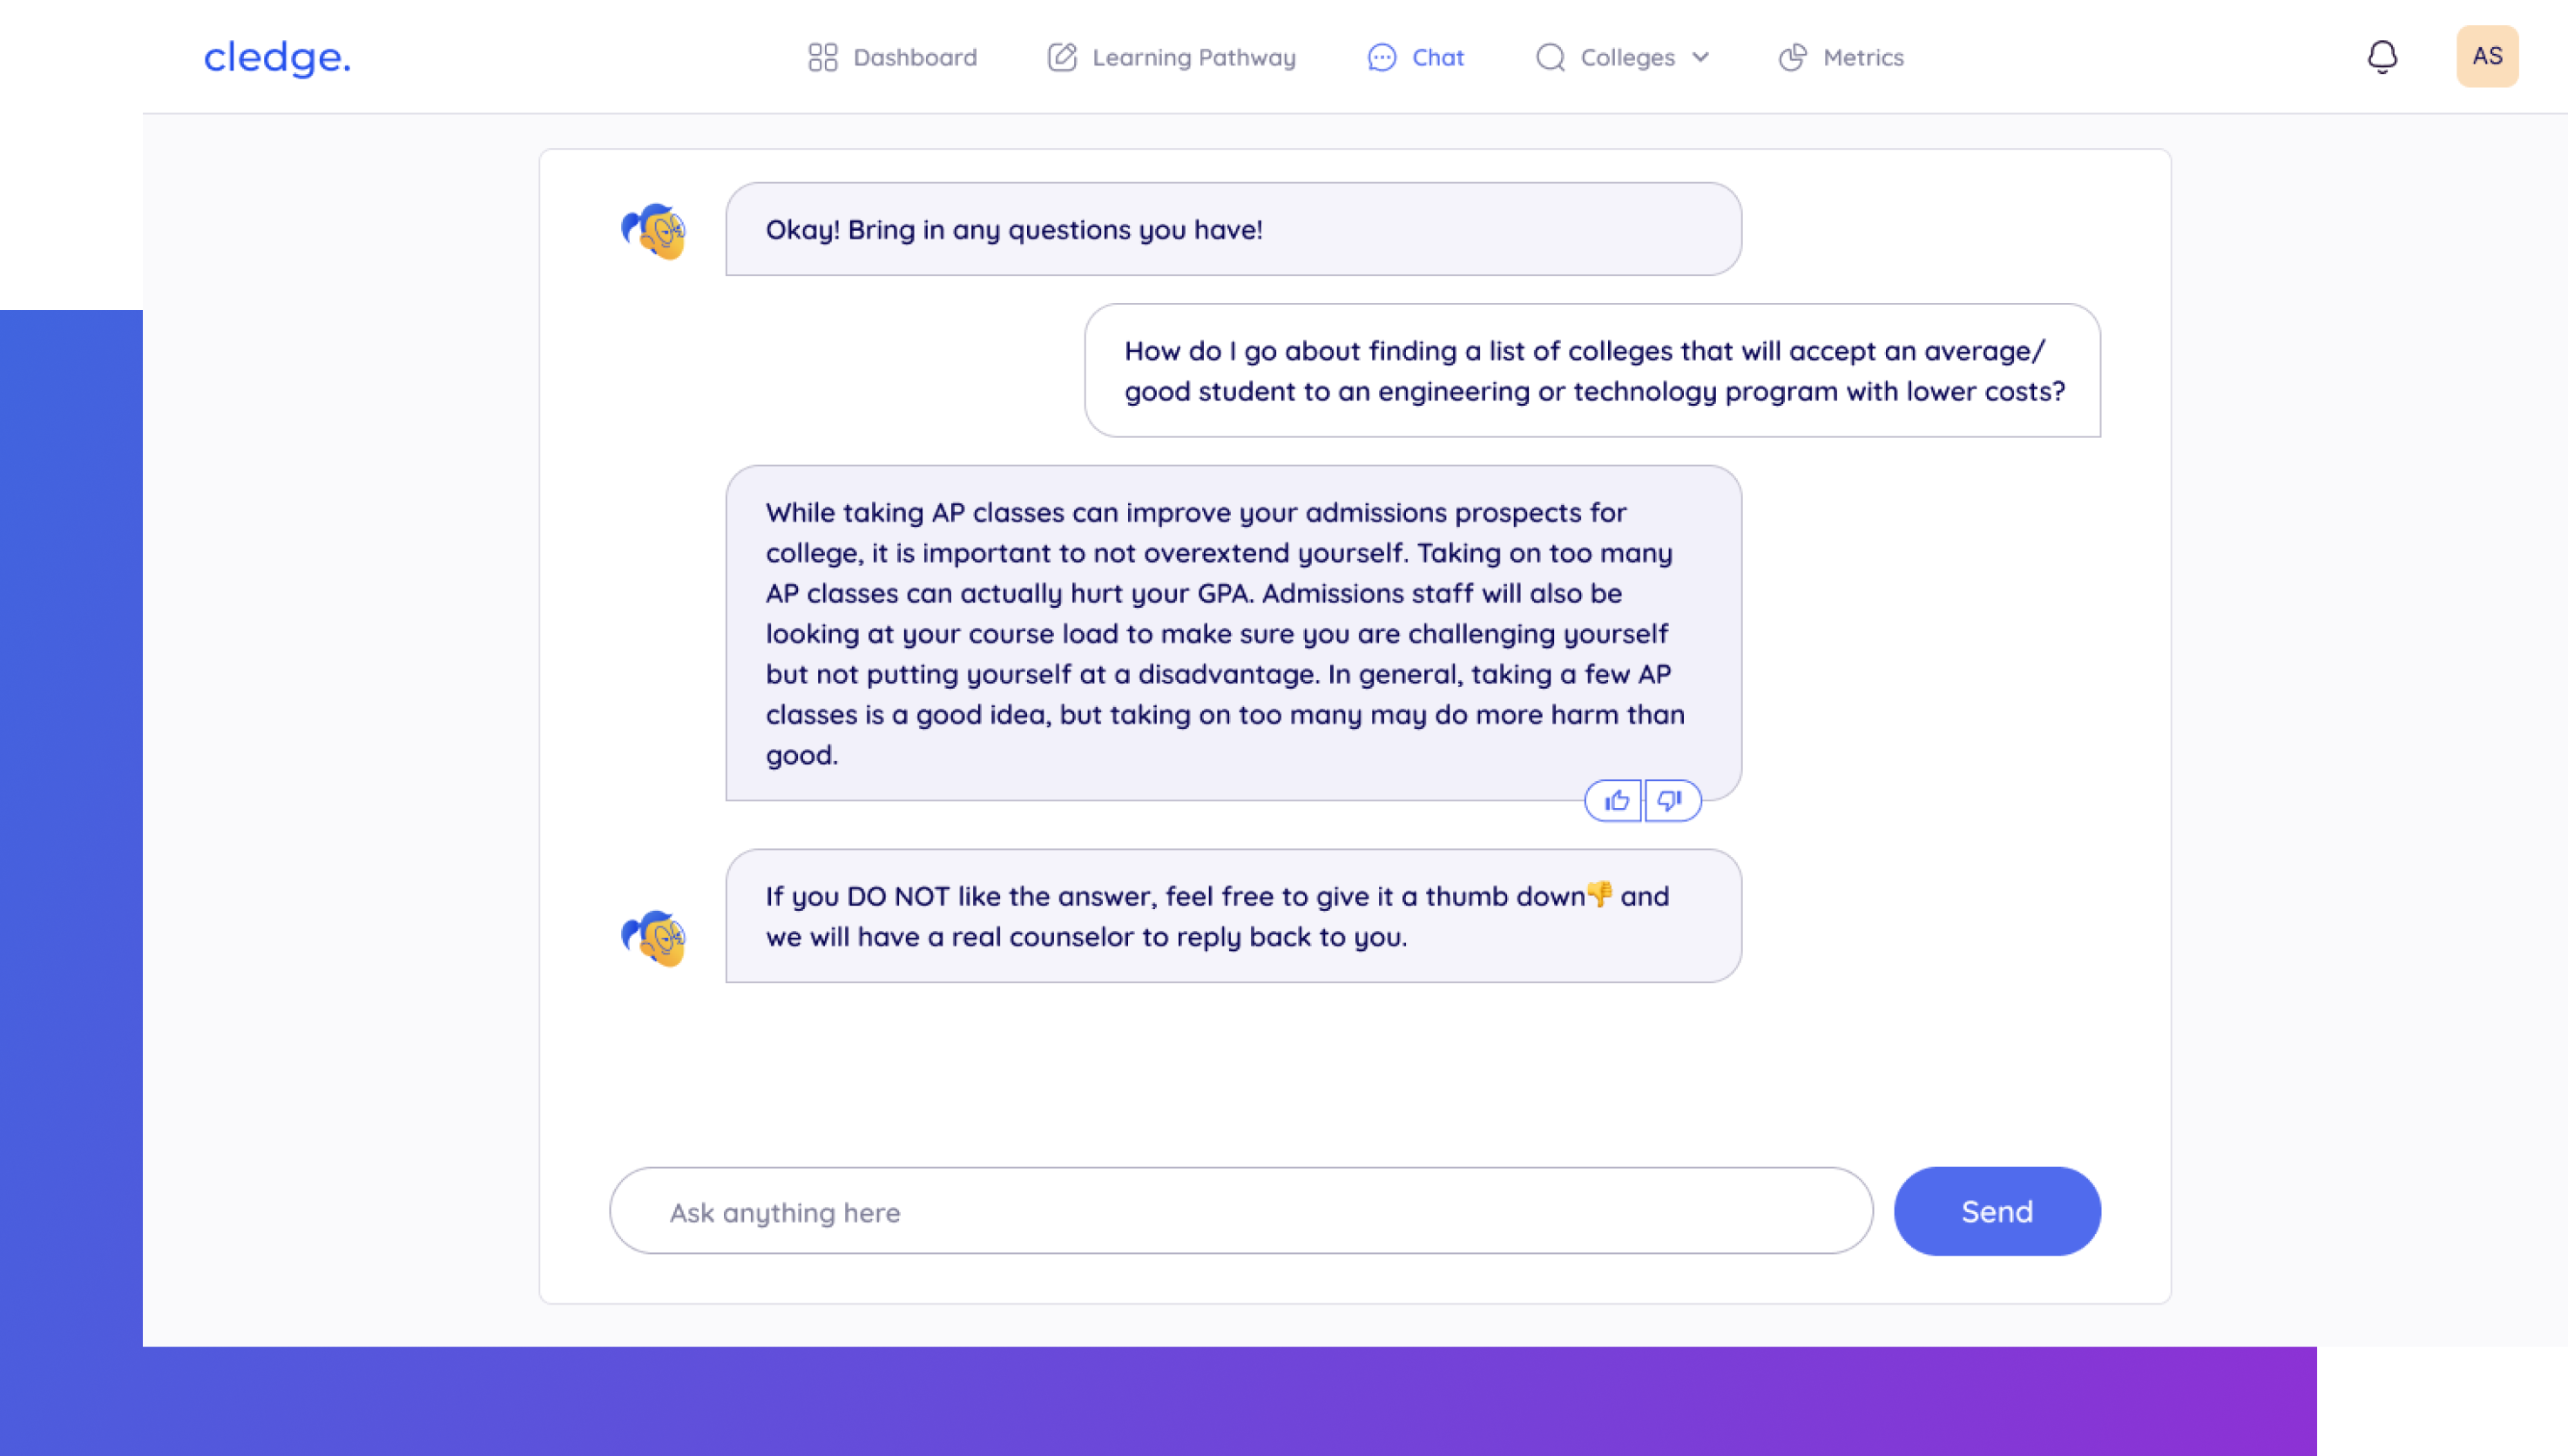 cledge.
Dashboard
Learning Pathway
Chat
Colleges
Metrics
AS
Okay! Bring in any questions you have!
How do I go about finding a list of colleges that will accept an average/
good student to an engineering or technology program with lower costs?
While taking AP classes can improve your admissions prospects for
college, it is important to not overextend yourself. Taking on too many
AP classes can actually hurt your GPA. Admissions staff will also be
looking at your course load to make sure you are challenging yourself
but not putting yourself at a disadvantage. In general, taking a few AP
classes is a good idea, but taking on too many may do more harm than
good.
If you DO NOT like the answer, feel free to give it a thumb down👎 and
we will have a real counselor to reply back to you.
Ask anything here
Send